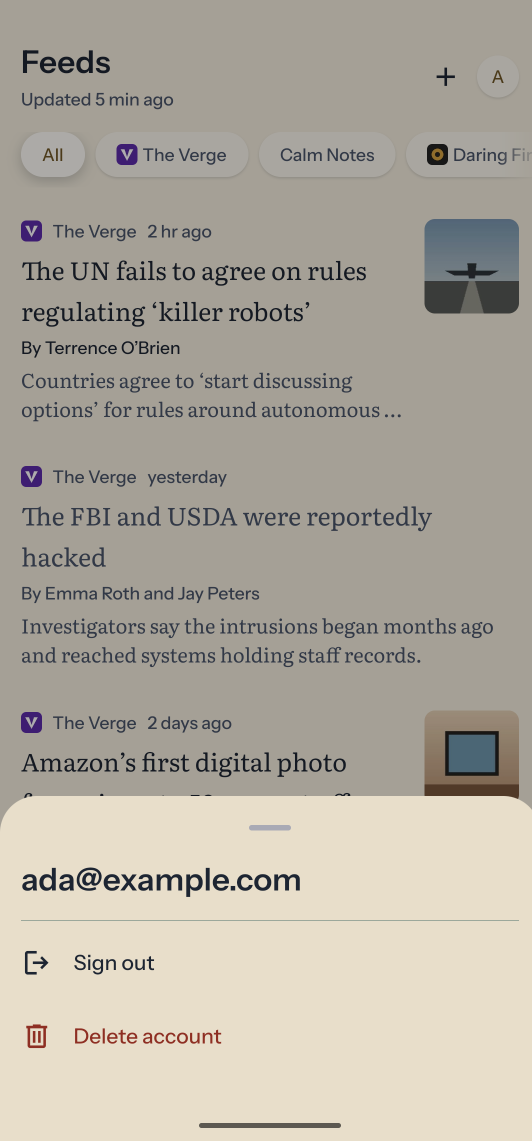 Feeds
Updated 5 min ago
A
All
The Verge
Calm Notes
Daring
The Verge 2 hr ago
The UN fails to agree on rules
regulating ‘killer robots’
By Terrence O’Brien
Countries agree to ‘start discussing
options’ for rules around autonomous …
The Verge yesterday
The FBI and USDA were reportedly
hacked
By Emma Roth and Jay Peters
Investigators say the intrusions began months ago
and reached systems holding staff records.
The Verge 2 days ago
Amazon’s first digital photo
ada@example.com
Sign out
Delete account